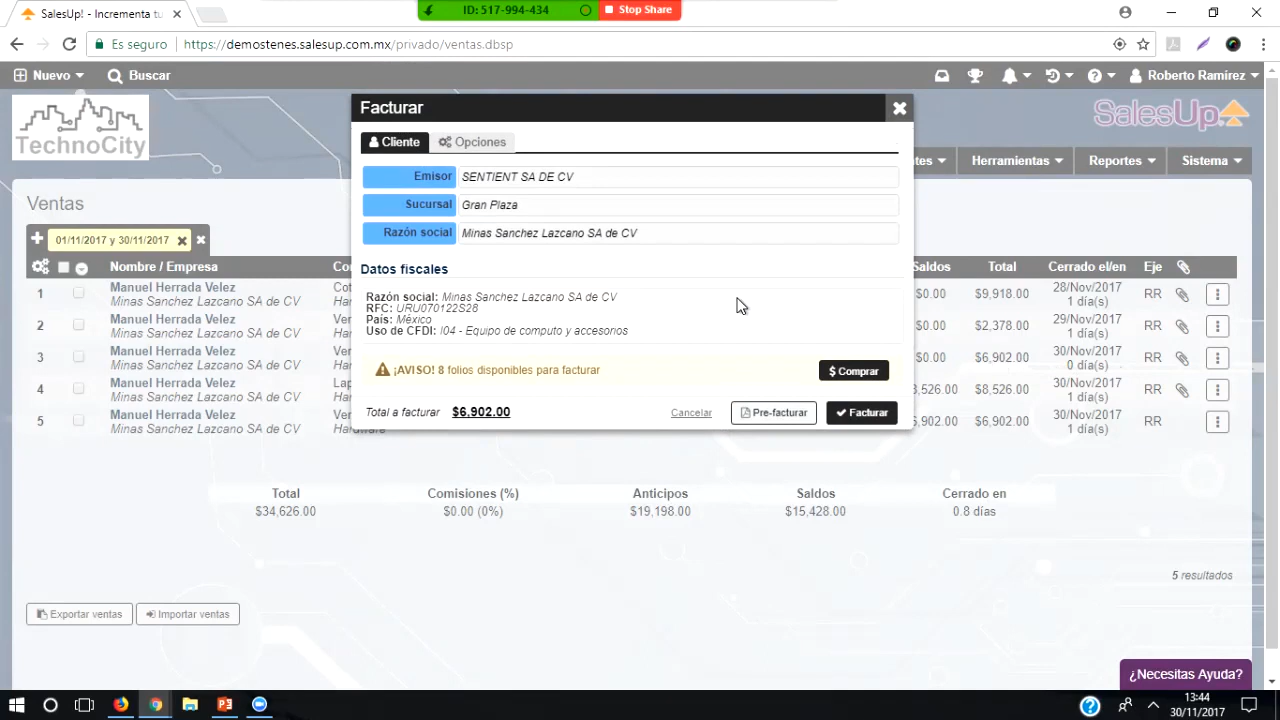 SalesUp! - Incrementa tu
ID: 517-994-434
Stop Share
Es seguro
https://demostenes.salesup.com.mx/privado/ventas.dbsp
Nuevo
Buscar
Roberto Ramírez
TechnoCity
SalesUp
Herramientas
Reportes
Sistema
Facturar
Cliente
Opciones
Emisor SENTIENT SA DE CV
Sucursal Gran Plaza
Razón social Minas Sanchez Lazcano SA de CV
Datos fiscales
Razón social: Minas Sanchez Lazcano SA de CV
RFC: URU070122S28
País: México
Uso de CFDI: I04 - Equipo de computo y accesorios
¡AVISO! 8 folios disponibles para facturar
$ Comprar
Total a facturar $6,902.00
Cancelar
Pre-facturar
Facturar
Ventas
01/11/2017 y 30/11/2017
Nombre / Empresa
Saldos Total Cerrado el/en Eje
1 Manuel Herrada Velez
Minas Sanchez Lazcano SA de CV
$0.00 $9,918.00 28/Nov/2017 RR
1 día(s)
2 Manuel Herrada Velez
Minas Sanchez Lazcano SA de CV
$0.00 $2,378.00 29/Nov/2017 RR
1 día(s)
3 Manuel Herrada Velez
Minas Sanchez Lazcano SA de CV
$0.00 $6,902.00 30/Nov/2017 RR
1 día(s)
4 Manuel Herrada Velez
Minas Sanchez Lazcano SA de CV
$8,526.00 30/Nov/2017 RR
1 día(s)
5 Manuel Herrada Velez
Minas Sanchez Lazcano SA de CV
$6,902.00 30/Nov/2017 RR
1 día(s)
Total Comisiones (%) Anticipos Saldos Cerrado en
$34,626.00 $0.00 (0%) $19,198.00 $15,428.00 0.8 días
5 resultados
Exportar ventas
Importar ventas
¿Necesitas Ayuda?
13:44
30/11/2017